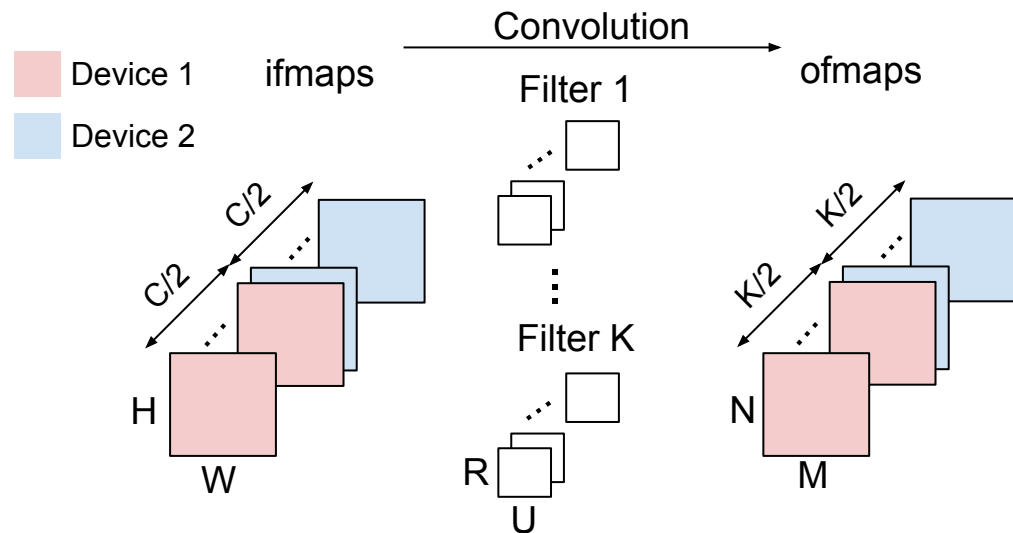 Convolution
Device 1
ifmaps
ofmaps
Filter 1
Device 2
C/2
C/2
K/2
K/2
Filter K
H
W
R
U
N
M